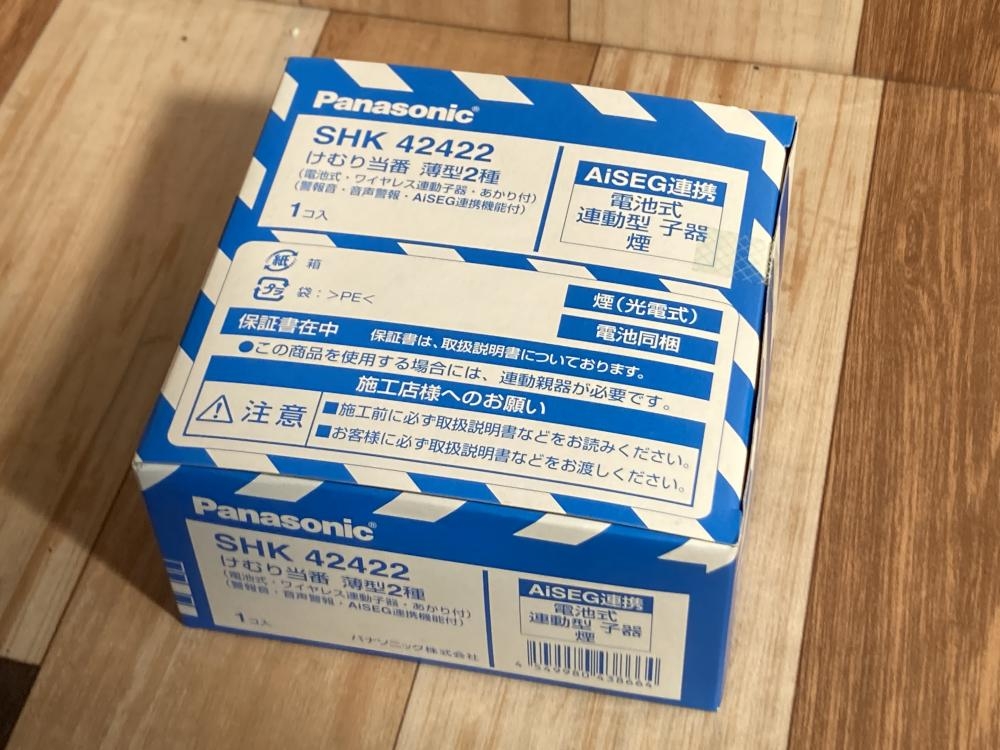 Panasonic®
SHK 42422
けむり当番 薄型2種
(電池式・ワイヤレス連動子器・あかり付)
(警報音・音声警報・AiSEG連携機能付)
1コ入
AiSEG連携
電池式
連動型 子器
煙
紙 箱
プラ 袋:>PE<
煙(光電式)
電池同梱
保証書在中 保証書は、取扱説明書についております。
●この商品を使用する場合には、連動親器が必要です。
施工店様へのお願い
注意
■施工前に必ず取扱説明書などをお読みください。
■お客様に必ず取扱説明書などをお渡しください。
Panasonic®
SHK 42422
けむり当番 薄型2種
(電池式・ワイヤレス連動子器・あかり付)
(警報音・音声警報・AiSEG連携機能付)
1コ入
パナソニック株式会社
AiSEG連携
電池式
連動型 子器
煙
4 549980 438664